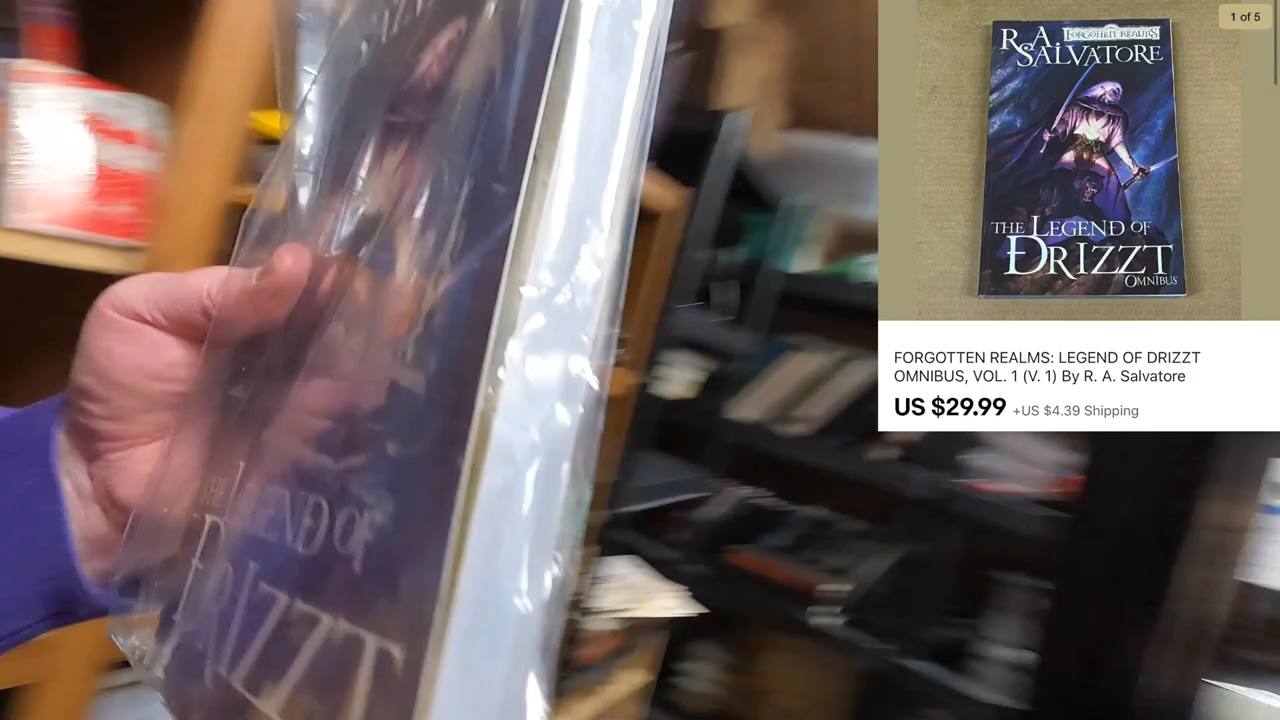 1 of 5
R.A. FORGOTTEN REALMS
SALVATORE
THE LEGEND OF
DRIZZT
OMNIBUS
FORGOTTEN REALMS: LEGEND OF DRIZZT
OMNIBUS, VOL. 1 (V. 1) By R. A. Salvatore
US $29.99 +US $4.39 Shipping
LEGEND OF
DRIZZT